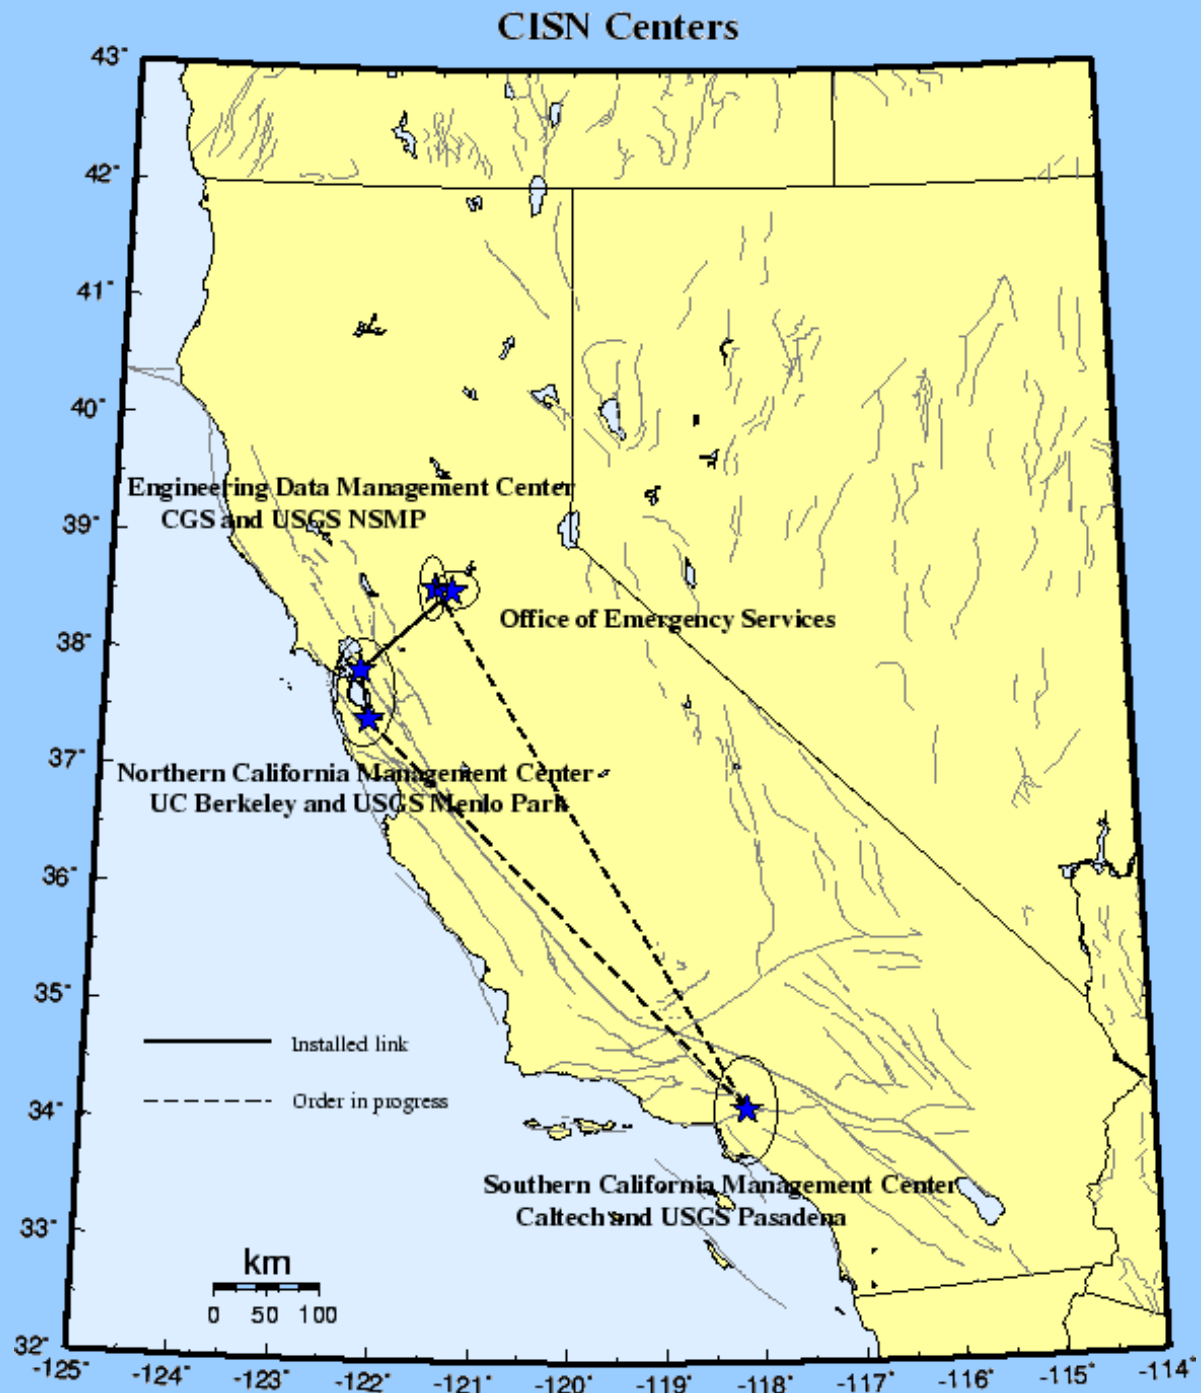 CISN Centers
43°
42°
41°
40°
39°
38°
37°
36°
35°
34°
33°
32°
Engineering Data Management Center
CGS and USGS NSMP
Office of Emergency Services
Northern California Management Center
UC Berkeley and USGS Menlo Park
Installed link
Order in progress
Southern California Management Center
Caltech and USGS Pasadena
km
0 50 100
-125° -124° -123° -122° -121° -120° -119° -118° -117° -116° -115° -114°